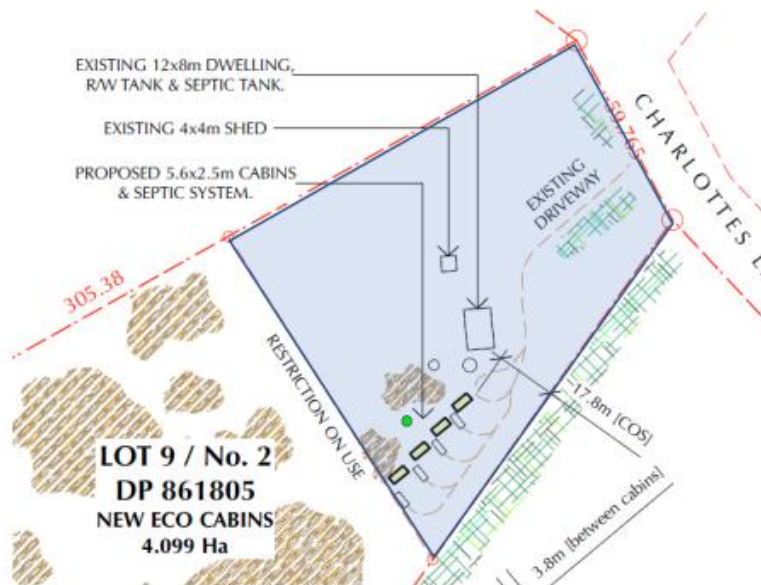 EXISTING 12x8m DWELLING,
R/W TANK & SEPTIC TANK.
EXISTING 4x4m SHED
PROPOSED 5.6x2.5m CABINS
& SEPTIC SYSTEM.
59.765
CHARLOTTES
EXISTING
DRIVEWAY
305.38
RESTRICTION ON USE
~17.8m [COS]
3.8m [between cabins]
LOT 9 / No. 2
DP 861805
NEW ECO CABINS
4.099 Ha